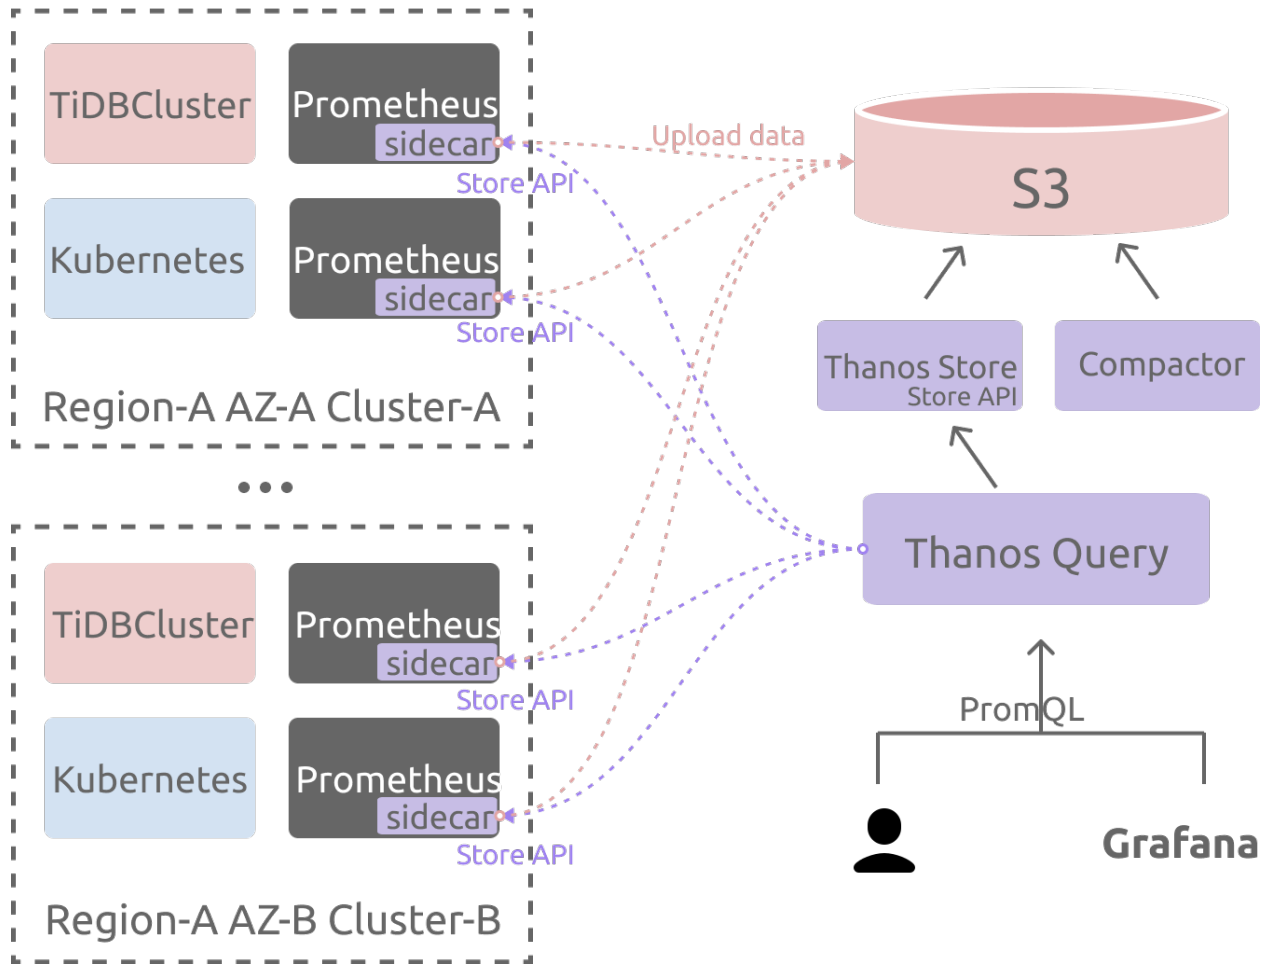 TiDBCluster
Prometheus
sidecar
Store API
Kubernetes
Prometheus
sidecar
Store API
Region-A AZ-A Cluster-A
TiDBCluster
Prometheus
sidecar
Store API
Kubernetes
Prometheus
sidecar
Store API
Region-A AZ-B Cluster-B
Upload data
S3
Thanos Store
Store API
Compactor
Thanos Query
PromQL
Grafana